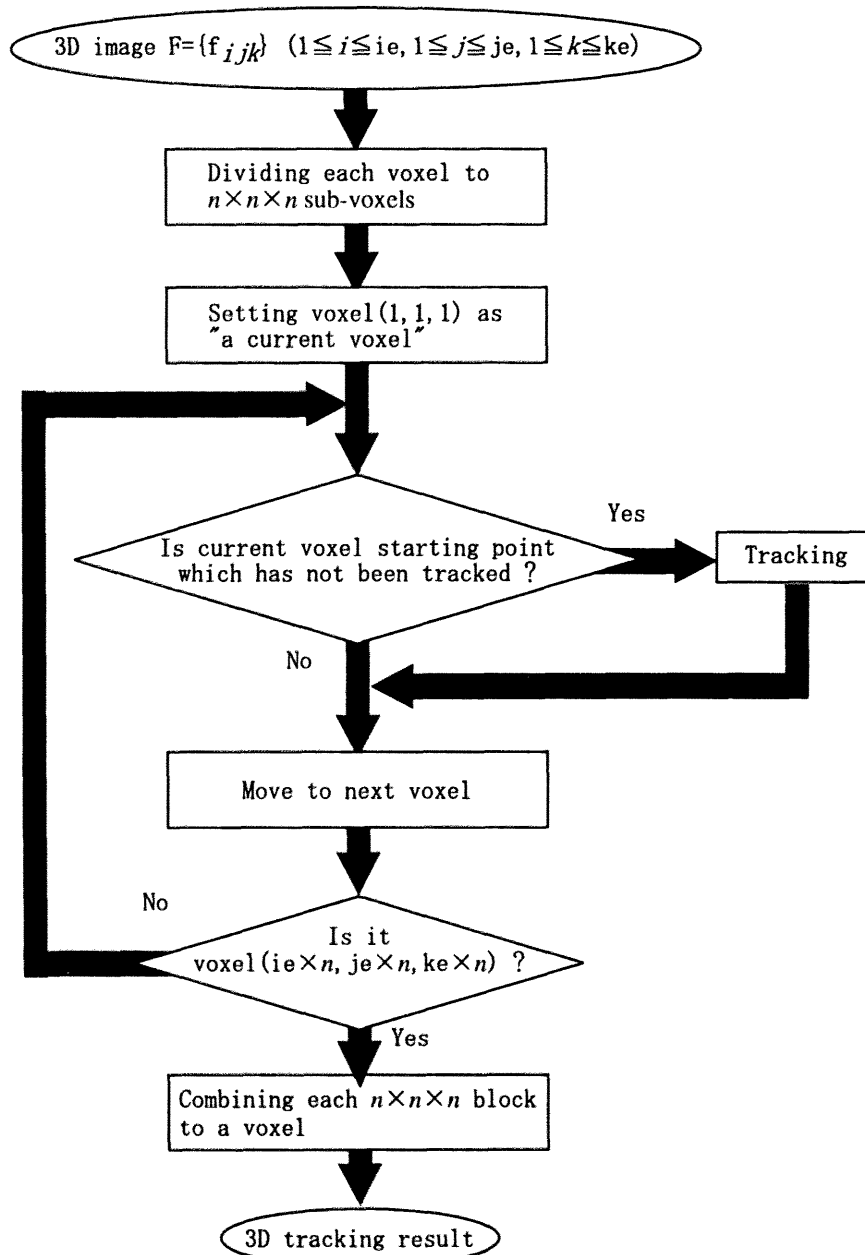 3D image F={f_{ijk}} (1≦i≦ie, 1≦j≦je, 1≦k≦ke)
Dividing each voxel to
n×n×n sub-voxels
Setting voxel(1, 1, 1) as
"a current voxel"
Is current voxel starting point
which has not been tracked ?
Yes
Tracking
No
Move to next voxel
No
Is it
voxel(ie×n, je×n, ke×n) ?
Yes
Combining each n×n×n block
to a voxel
3D tracking result